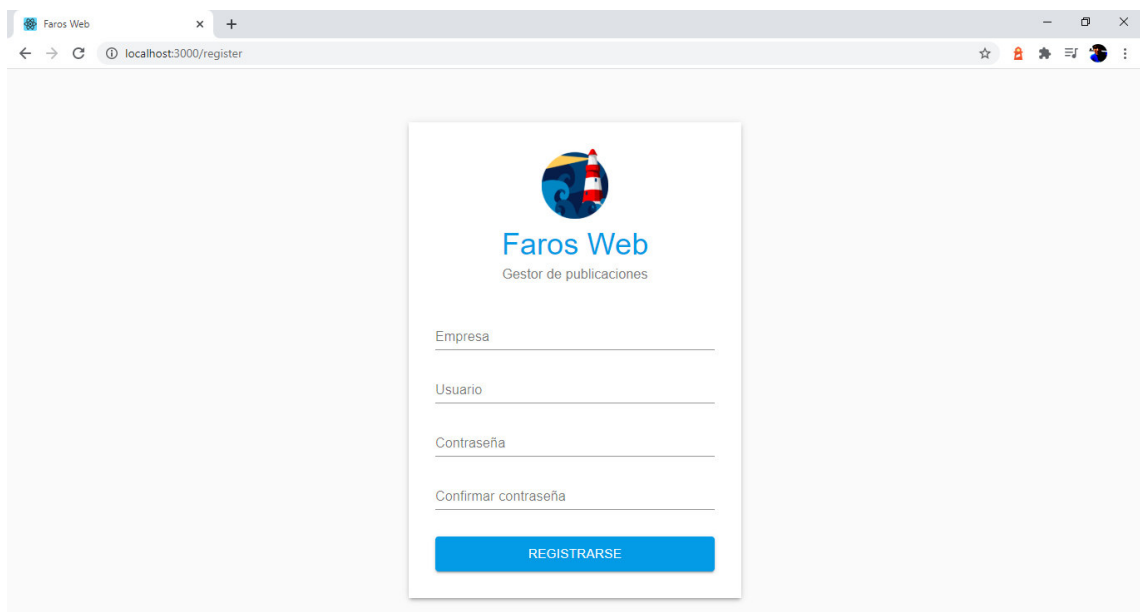 Faros Web
localhost:3000/register
Faros Web
Gestor de publicaciones
Empresa
Usuario
Contraseña
Confirmar contraseña
REGISTRARSE